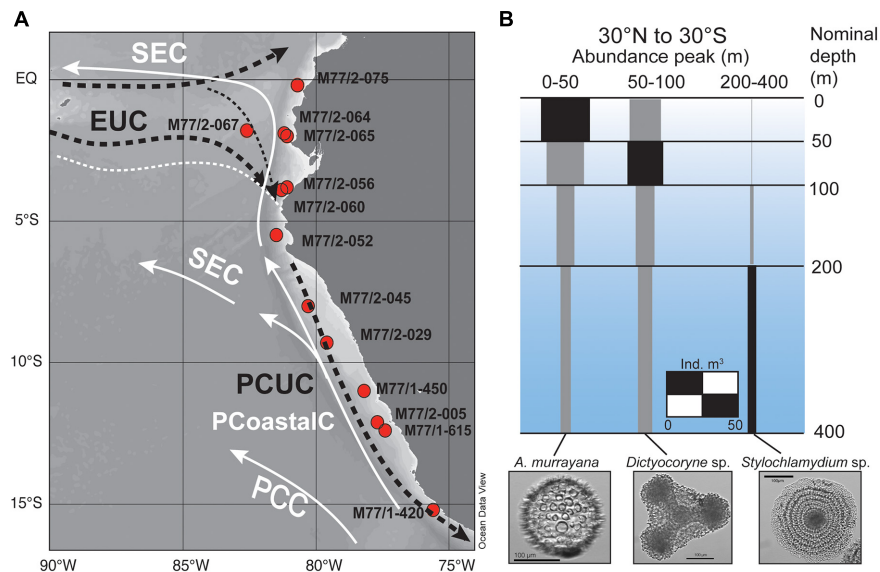 A
SEC
EQ
M77/2-075
EUC
M77/2-067
M77/2-064
M77/2-065
M77/2-056
M77/2-060
5°S
M77/2-052
SEC
M77/2-045
M77/2-029
10°S
PCUC
M77/1-450
PCoastalC
M77/2-005
M77/1-615
PCC
15°S
M77/1-420
Ocean Data View
90°W
85°W
80°W
75°W
B
30°N to 30°S
Abundance peak (m)
Nominal
depth
(m)
0-50
50-100
200-400
0
50
100
200
Ind. m³
0
50
400
A. murrayana
Dictyocoryne sp.
Stylochlamydium sp.
100 µm
100µm
100µm